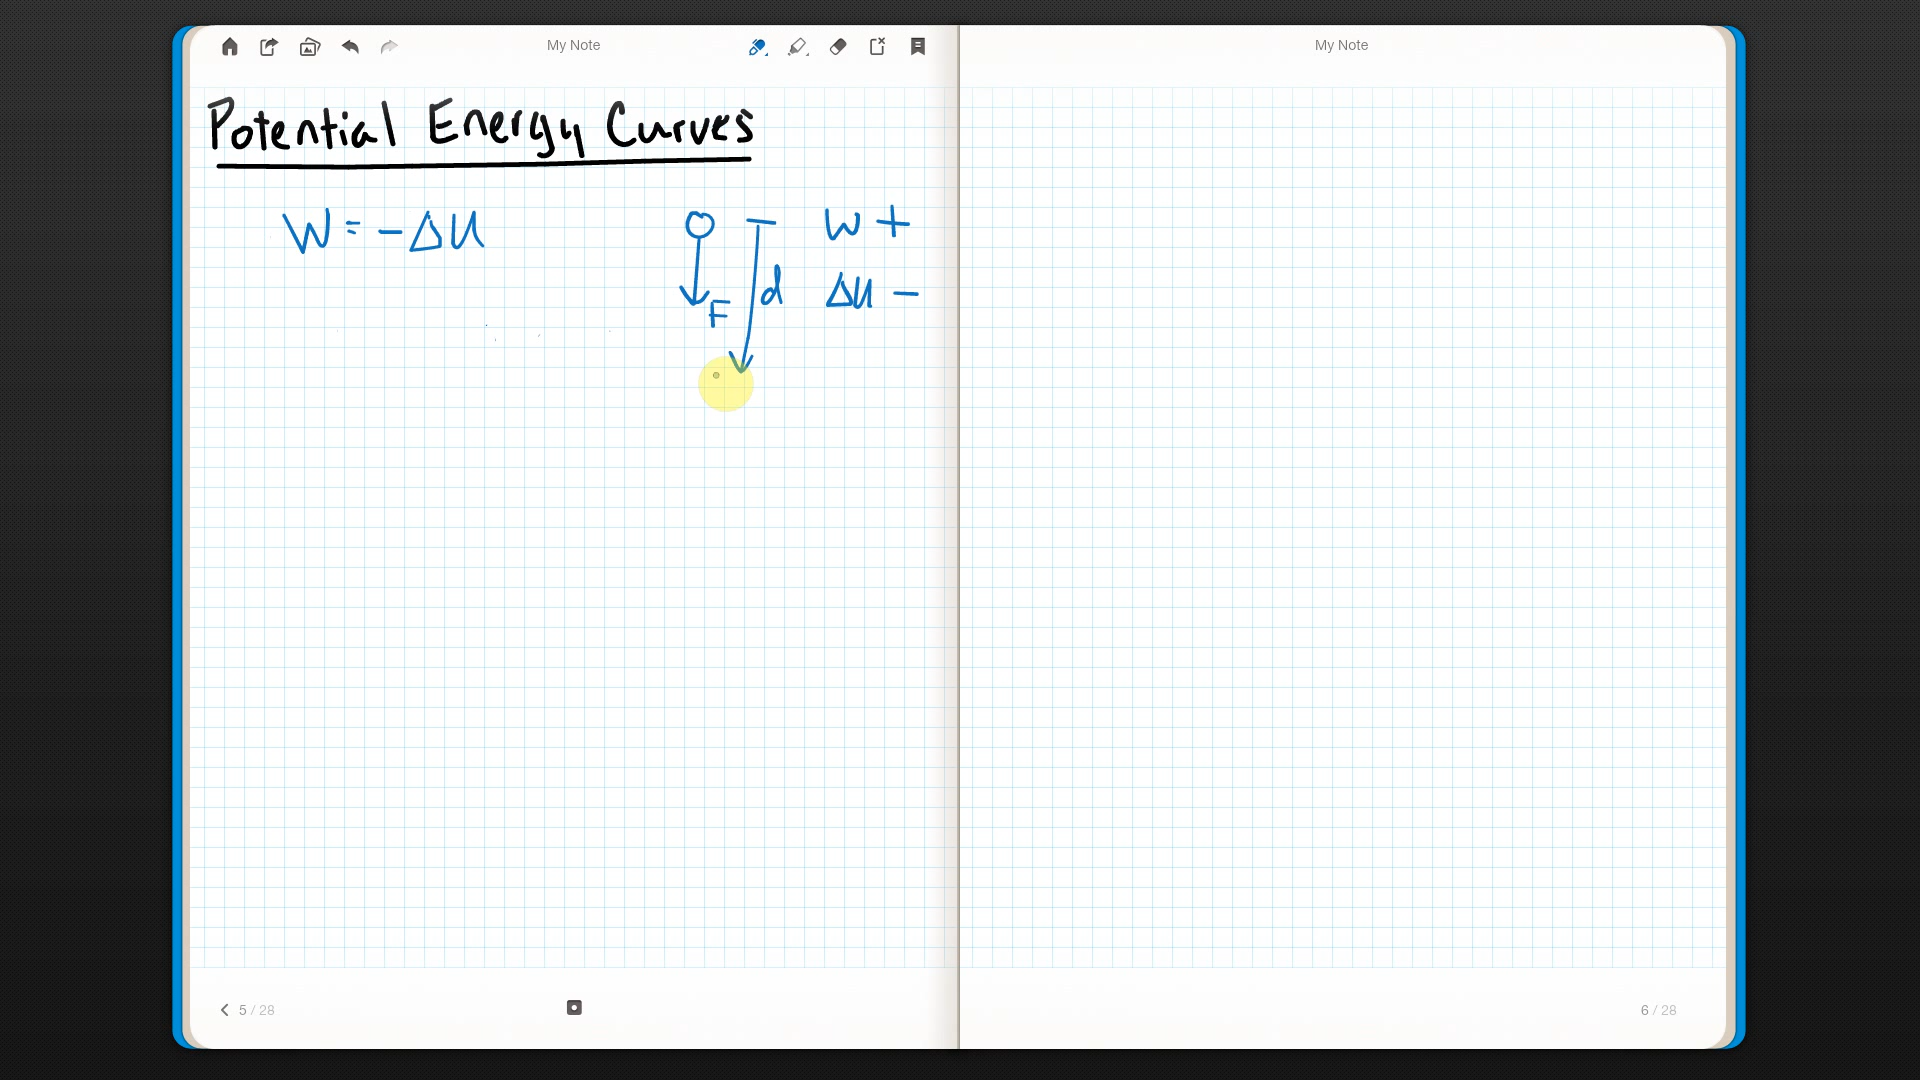 My Note
My Note
Potential Energy Curves
W = -ΔU
W +
d
ΔU -
F
5 / 28
6 / 28